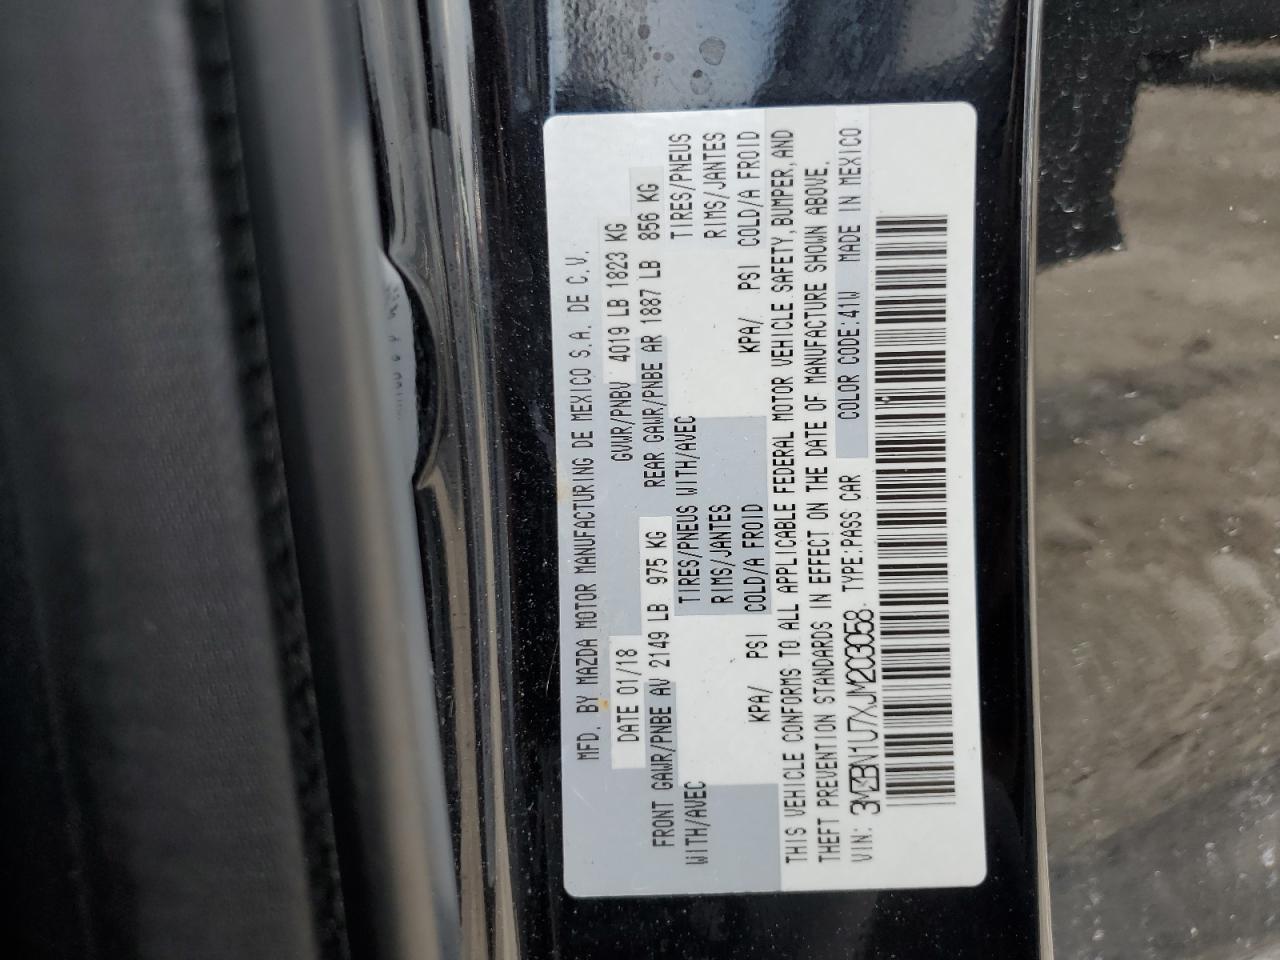 MFD. BY MAZDA MOTOR MANUFACTURING DE MEXICO S.A. DE C.V.
DATE 01/18 GVWR/PNBV 4019 LB 1823 KG
FRONT GAWR/PNBE AV 2149 LB 975 KG REAR GAWR/PNBE AR 1887 LB 856 KG
WITH/AVEC TIRES/PNEUS WITH/AVEC TIRES/PNEUS
RIMS/JANTES RIMS/JANTES
KPA/ PSI COLD/A FROID KPA/ PSI COLD/A FROID
THIS VEHICLE CONFORMS TO ALL APPLICABLE FEDERAL MOTOR VEHICLE SAFETY,BUMPER,AND
THEFT PREVENTION STANDARDS IN EFFECT ON THE DATE OF MANUFACTURE SHOWN ABOVE.
VIN: 3MZBN1U7XJM203058. TYPE:PASS CAR COLOR CODE:41W MADE IN MEXICO